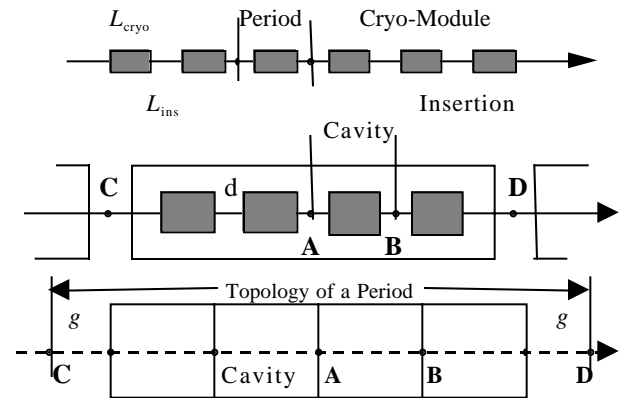 L_cryo Period Cryo-Module
L_ins Insertion
Cavity
C d D
A B
Topology of a Period
g g
C Cavity A B D